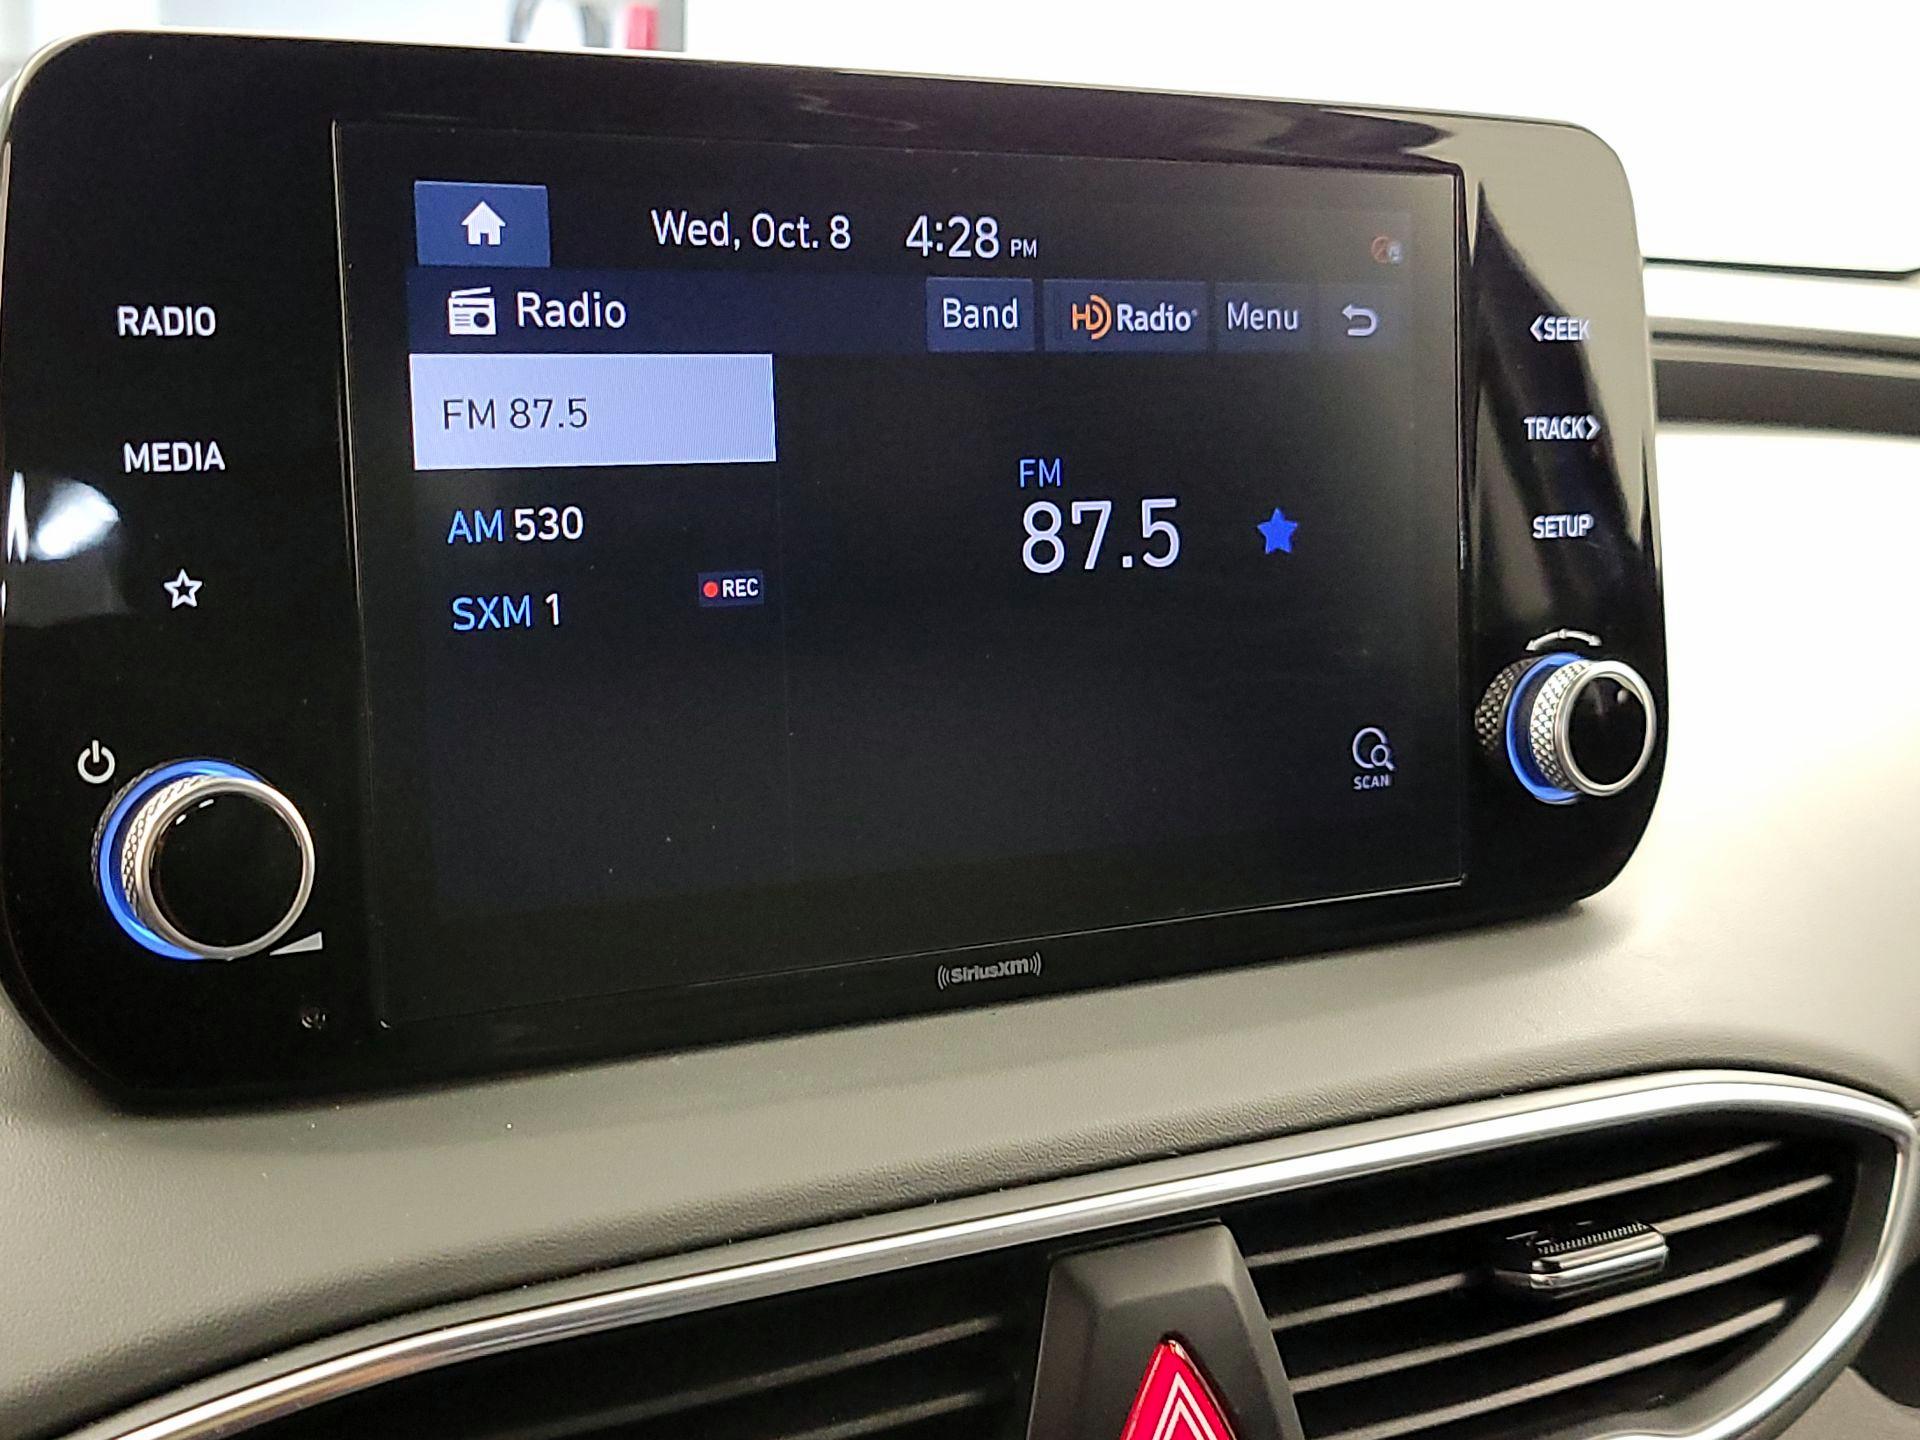 Wed, Oct. 8 4:28 PM
Radio Band HD Radio® Menu
FM 87.5
AM 530
SXM 1 REC
FM
87.5
SCAN
RADIO
MEDIA
<SEEK
TRACK>
SETUP
((SiriusXM))